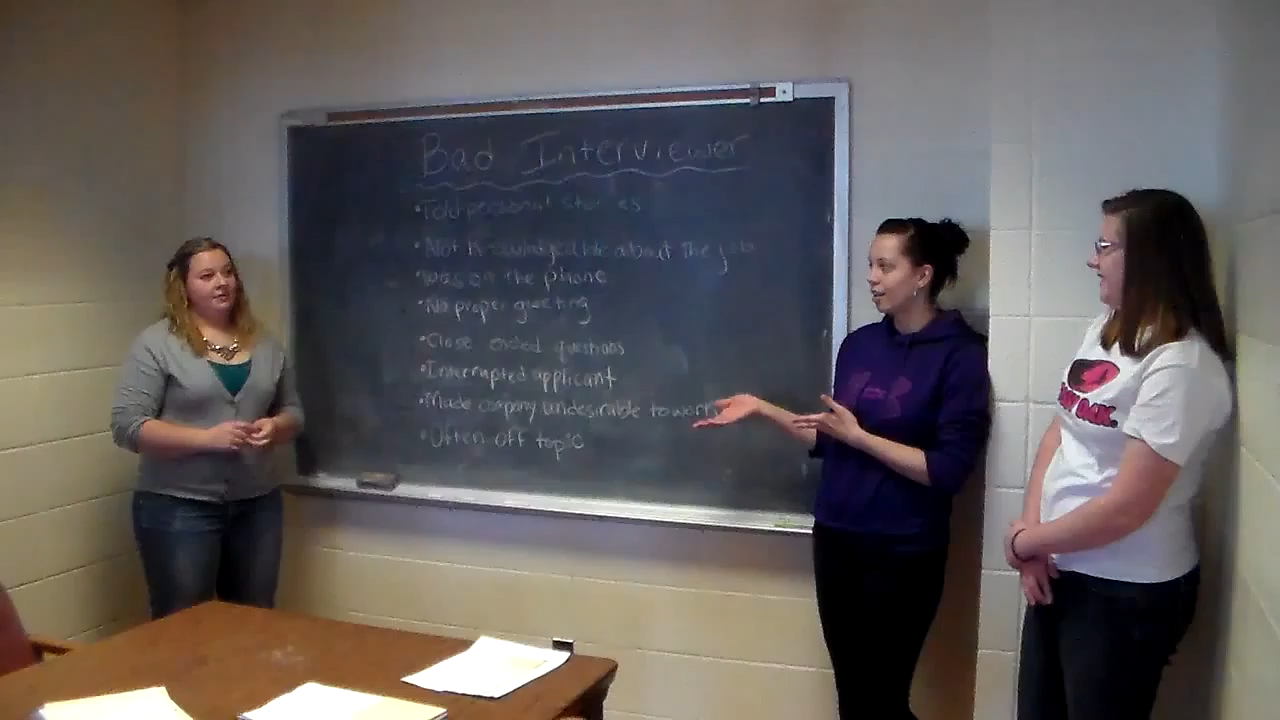 Bad Interviewer
•Told personal stories
•Not knowledgable about the job
•was on the phone
•No proper greeting
•Close ended questions
•Interrupted applicant
•Made company undesirable to work
•Often off topic